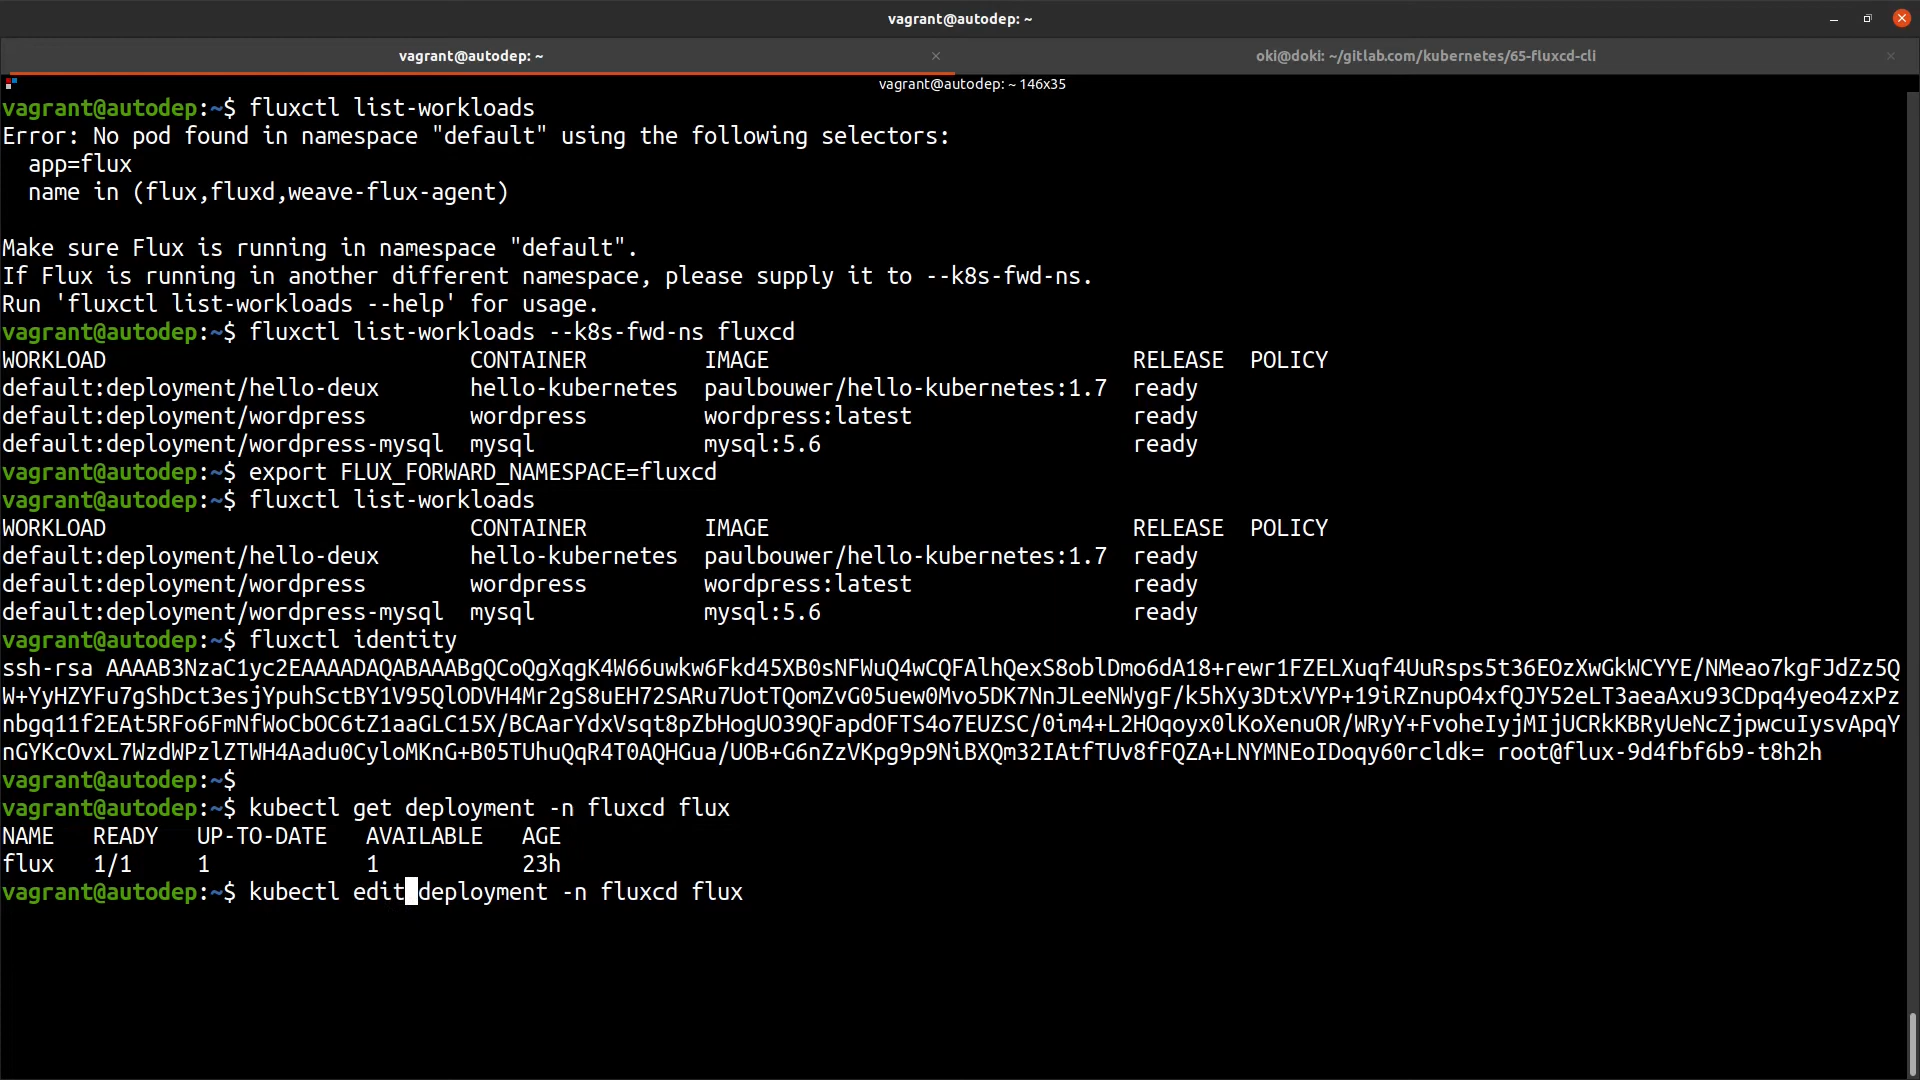 vagrant@autodep: ~
vagrant@autodep: ~
oki@doki: ~/gitlab.com/kubernetes/65-fluxcd-cli
vagrant@autodep: ~ 146x35
vagrant@autodep:~$ fluxctl list-workloads
Error: No pod found in namespace "default" using the following selectors:
  app=flux
  name in (flux,fluxd,weave-flux-agent)

Make sure Flux is running in namespace "default".
If Flux is running in another different namespace, please supply it to --k8s-fwd-ns.
Run 'fluxctl list-workloads --help' for usage.
vagrant@autodep:~$ fluxctl list-workloads --k8s-fwd-ns fluxcd
WORKLOAD                            CONTAINER         IMAGE                            RELEASE  POLICY
default:deployment/hello-deux       hello-kubernetes  paulbouwer/hello-kubernetes:1.7  ready
default:deployment/wordpress        wordpress         wordpress:latest                 ready
default:deployment/wordpress-mysql  mysql             mysql:5.6                        ready
vagrant@autodep:~$ export FLUX_FORWARD_NAMESPACE=fluxcd
vagrant@autodep:~$ fluxctl list-workloads
WORKLOAD                            CONTAINER         IMAGE                            RELEASE  POLICY
default:deployment/hello-deux       hello-kubernetes  paulbouwer/hello-kubernetes:1.7  ready
default:deployment/wordpress        wordpress         wordpress:latest                 ready
default:deployment/wordpress-mysql  mysql             mysql:5.6                        ready
vagrant@autodep:~$ fluxctl identity
ssh-rsa AAAAB3NzaC1yc2EAAAADAQABAAABgQCoQgXqgK4W66uwkw6Fkd45XB0sNFWuQ4wCQFAlhQexS8oblDmo6dA18+rewr1FZELXuqf4UuRsps5t36EOzXwGkWCYYE/NMeao7kgFJdZz5Q
W+YyHZYFu7gShDct3esjYpuhSctBY1V95QlODVH4Mr2gS8uEH72SARu7UotTQomZvG05uew0Mvo5DK7NnJLeeNWygF/k5hXy3DtxVYP+19iRZnupO4xfQJY52eLT3aeaAxu93CDpq4yeo4zxPz
nbgq11f2EAt5RFo6FmNfWoCbOC6tZ1aaGLC15X/BCAarYdxVsqt8pZbHogUO39QFapdOFTS4o7EUZSC/0im4+L2HOqoyx0lKoXenuOR/WRyY+FvoheIyjMIjUCRkKBRyUeNcZjpwcuIysvApqY
nGYKcOvxL7WzdWPzlZTWH4Aadu0CyloMKnG+B05TUhuQqR4T0AQHGua/UOB+G6nZzVKpg9p9NiBXQm32IAtfTUv8fFQZA+LNYMNEoIDoqy60rcldk= root@flux-9d4fbf6b9-t8h2h
vagrant@autodep:~$
vagrant@autodep:~$ kubectl get deployment -n fluxcd flux
NAME   READY   UP-TO-DATE   AVAILABLE   AGE
flux   1/1     1            1           23h
vagrant@autodep:~$ kubectl edit deployment -n fluxcd flux